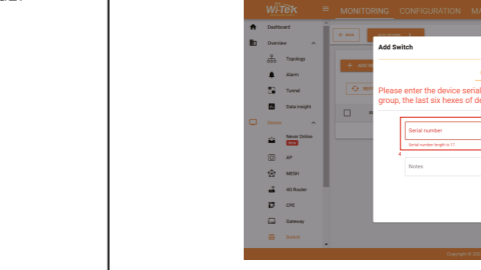 Wi-TEK
MONITORING CONFIGURATION MA
Dashboard
Overview
Topology
Alarm
Tunnel
Data Insight
Device
Never Online
AP
MESH
4G Router
CPE
Gateway
Switch
Add Switch
Please enter the device serial
group, the last six hexes of de
Serial number
Serial number length is 17
Notes